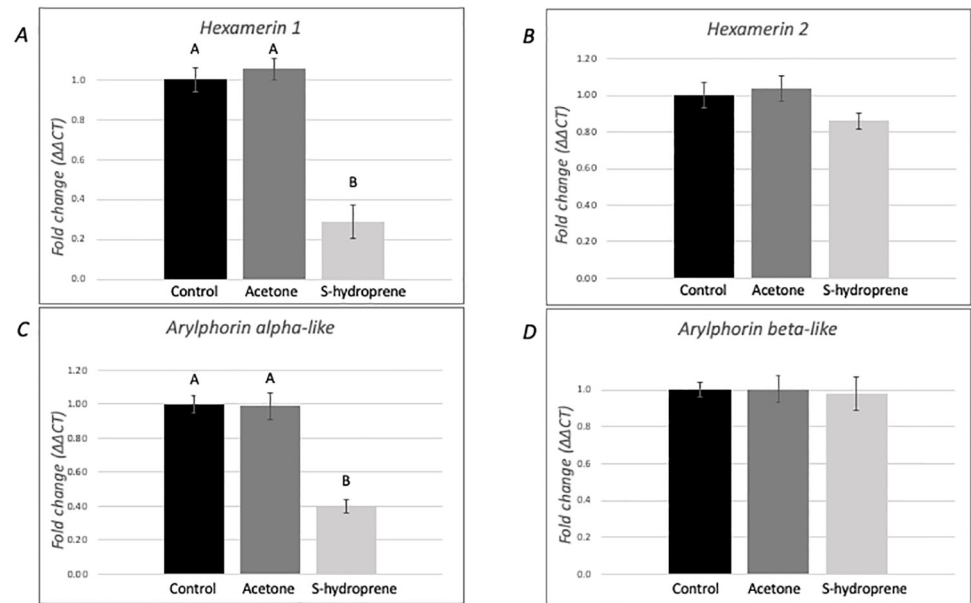 A
Hexamerin 1
Fold change (ΔΔCT)
1.0
0.8
0.6
0.4
0.2
0.0
A
A
B
Control Acetone S-hydroprene
B
Hexamerin 2
Fold change (ΔΔCT)
1.20
1.00
0.80
0.60
0.40
1.20
0.00
Control Acetone S-hydroprene
C
Arylphorin alpha-like
Fold change (ΔΔCT)
1.20
1.00
0.80
0.60
0.40
1.20
0.00
A
A
B
Control Acetone S-hydroprene
D
Arylphorin beta-like
Fold change (ΔΔCT)
1.0
0.8
0.6
0.4
0.2
0.0
Control Acetone S-hydroprene